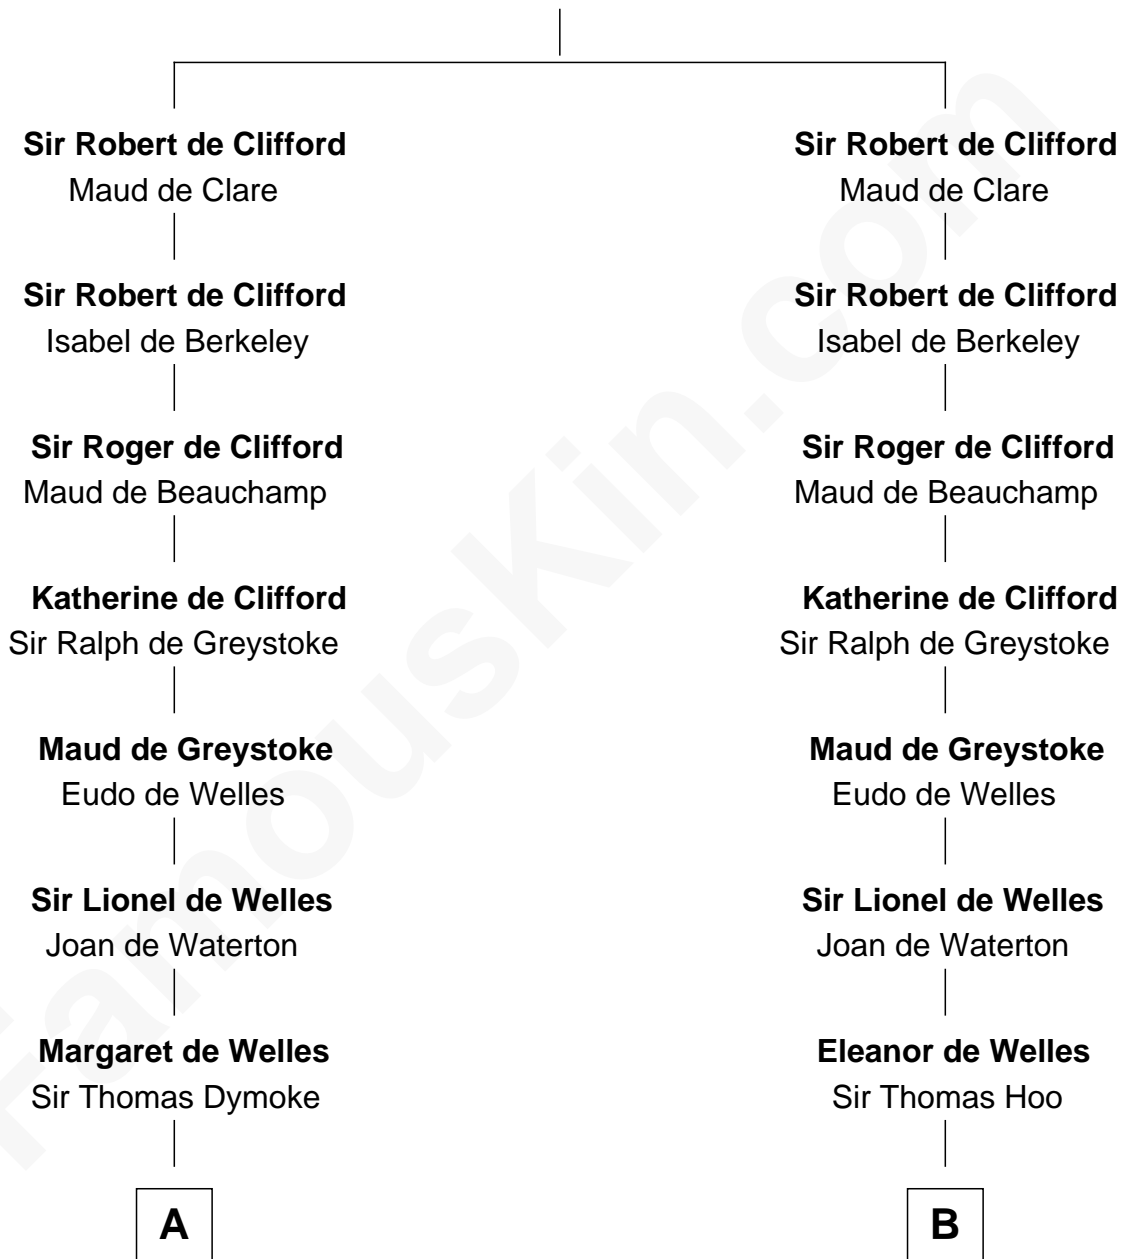 Sir Robert de Clifford
Maud de Clare
Sir Robert de Clifford
Isabel de Berkeley
Sir Roger de Clifford
Maud de Beauchamp
Katherine de Clifford
Sir Ralph de Greystoke
Maud de Greystoke
Eudo de Welles
Sir Lionel de Welles
Joan de Waterton
Margaret de Welles
Sir Thomas Dymoke
A
Sir Robert de Clifford
Maud de Clare
Sir Robert de Clifford
Isabel de Berkeley
Sir Roger de Clifford
Maud de Beauchamp
Katherine de Clifford
Sir Ralph de Greystoke
Maud de Greystoke
Eudo de Welles
Sir Lionel de Welles
Joan de Waterton
Eleanor de Welles
Sir Thomas Hoo
B
FamousKin.com